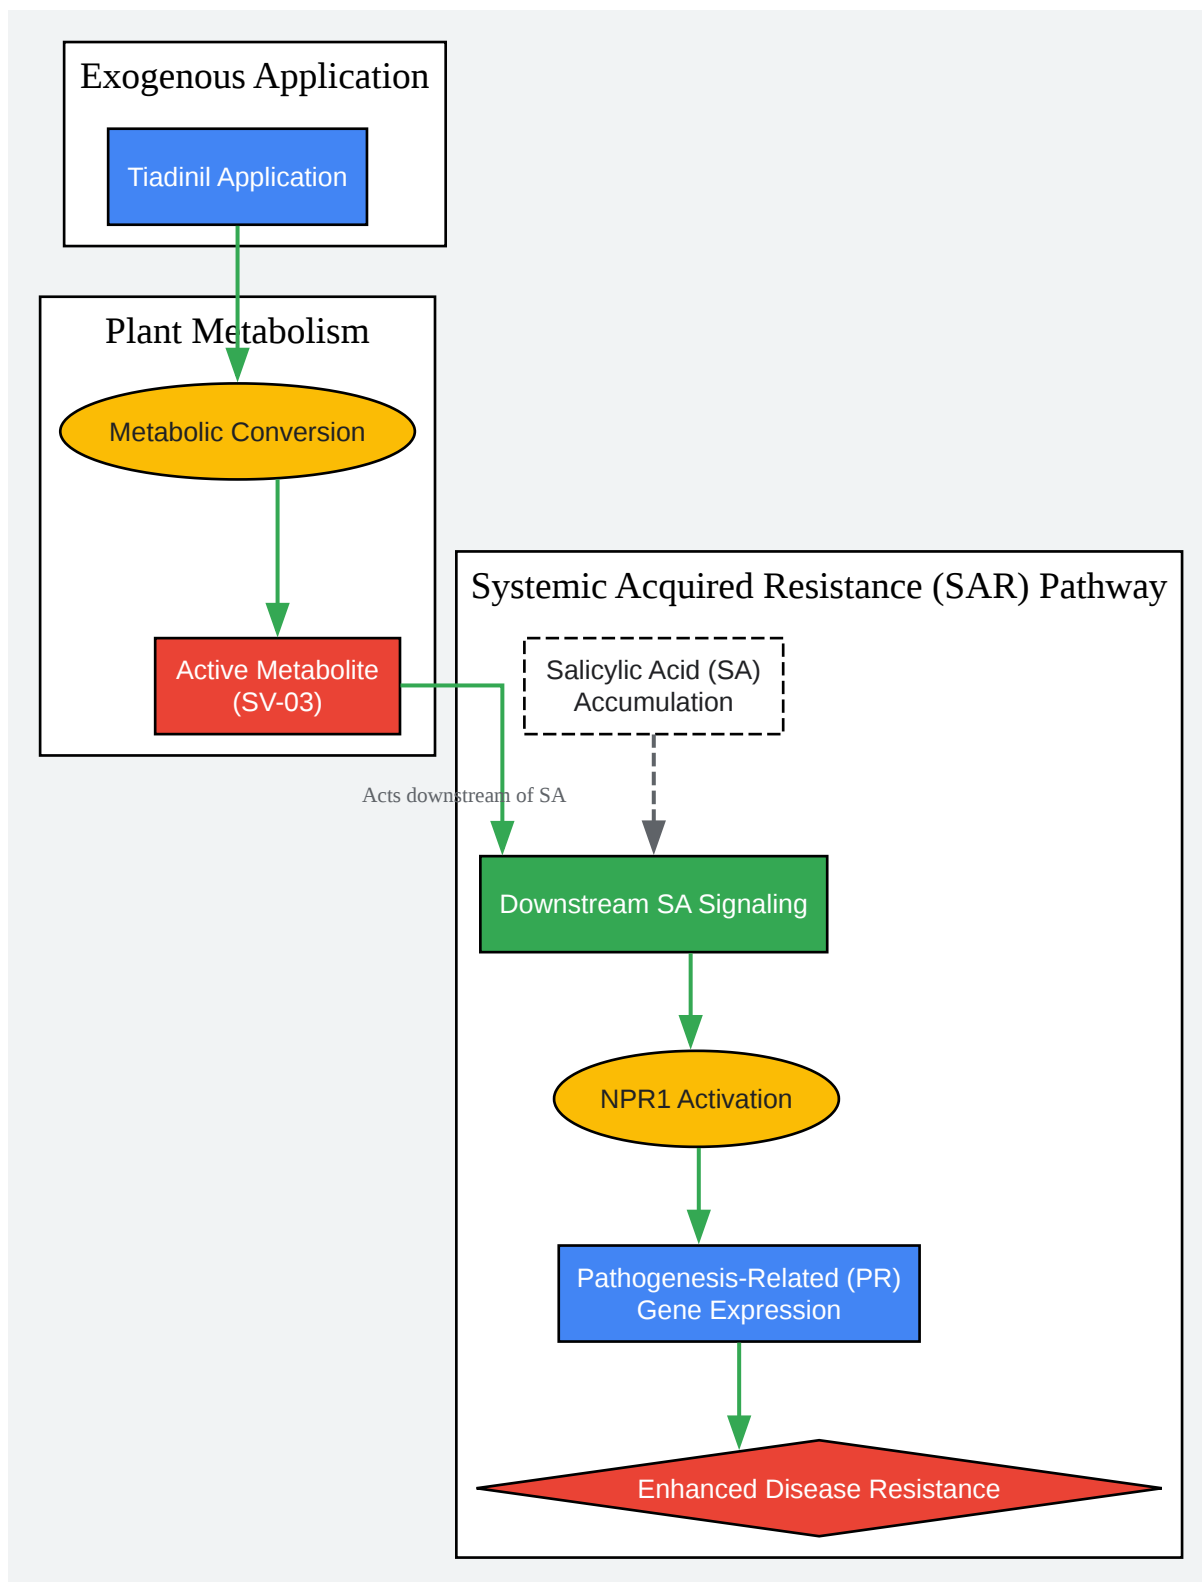 Exogenous Application
Tiadinil Application
Plant Metabolism
Metabolic Conversion
Active Metabolite
(SV-03)
Acts downstream of SA
Systemic Acquired Resistance (SAR) Pathway
Salicylic Acid (SA)
Accumulation
Downstream SA Signaling
NPR1 Activation
Pathogenesis-Related (PR)
Gene Expression
Enhanced Disease Resistance